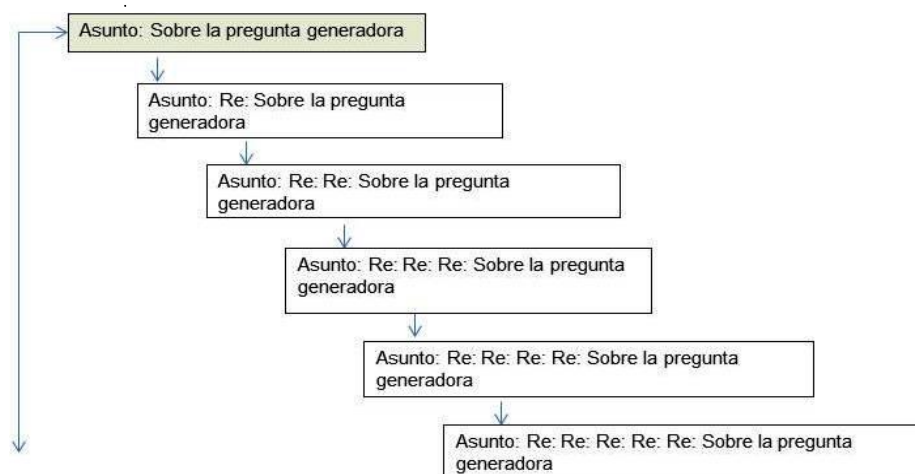 Asunto: Sobre la pregunta generadora
Asunto: Re: Sobre la pregunta
generadora
Asunto: Re: Re: Sobre la pregunta
generadora
Asunto: Re: Re: Re: Sobre la pregunta
generadora
Asunto: Re: Re: Re: Re: Sobre la pregunta
generadora
Asunto: Re: Re: Re: Re: Re: Sobre la pregunta
generadora